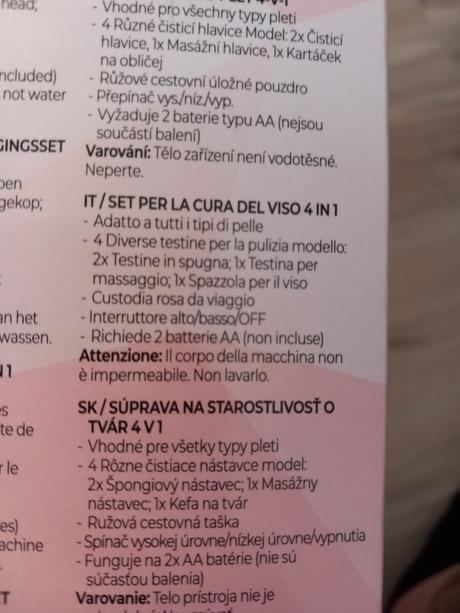 head;
ncluded)
not water
GINGSSET
pen
gekop;
an het
wassen.
N 1
es
te de
r le
es)
achine
ET
- Vhodné pro všechny typy pleti
- 4 Různé čisticí hlavice Model: 2x Čisticí
hlavice, 1x Masážní hlavice, 1x Kartáček
na obličej
- Růžové cestovní úložné pouzdro
- Přepínač vys/níz/vyp.
- Vyžaduje 2 baterie typu AA (nejsou
součástí balení)
Varování: Tělo zařízení není vodotěsné.
Neperte.
IT / SET PER LA CURA DEL VISO 4 IN 1
- Adatto a tutti i tipi di pelle
- 4 Diverse testine per la pulizia modello:
2x Testine in spugna; 1x Testina per
massaggio; 1x Spazzola per il viso
- Custodia rosa da viaggio
- Interruttore alto/basso/OFF
- Richiede 2 batterie AA (non incluse)
Attenzione: Il corpo della macchina non
è impermeabile. Non lavarlo.
SK / SÚPRAVA NA STAROSTLIVOSŤ O
TVÁR 4 V 1
- Vhodné pre všetky typy pleti
- 4 Rôzne čistiace nástavce model:
2x Špongiový nástavec; 1x Masážny
nástavec; 1x Kefa na tvár
- Ružová cestovná taška
- Spínač vysokej úrovne/nízkej úrovne/vypnutia
- Funguje na 2x AA batérie (nie sú
súčasťou balenia)
Varovanie: Telo prístroja nie je